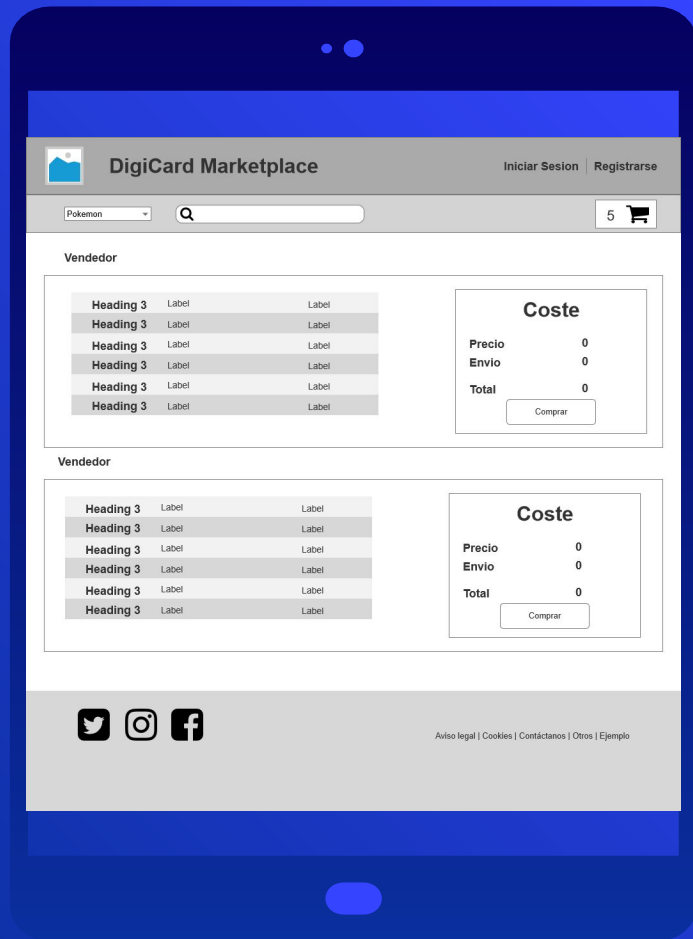 DigiCard Marketplace
Iniciar Sesion Registrarse
Pokemon
5
Vendedor
Heading 3 Label Label
Heading 3 Label Label
Heading 3 Label Label
Heading 3 Label Label
Heading 3 Label Label
Heading 3 Label Label
Coste
Precio 0
Envio 0
Total 0
Comprar
Vendedor
Heading 3 Label Label
Heading 3 Label Label
Heading 3 Label Label
Heading 3 Label Label
Heading 3 Label Label
Heading 3 Label Label
Coste
Precio 0
Envio 0
Total 0
Comprar
Aviso legal | Cookies | Contáctanos | Otros | Ejemplo